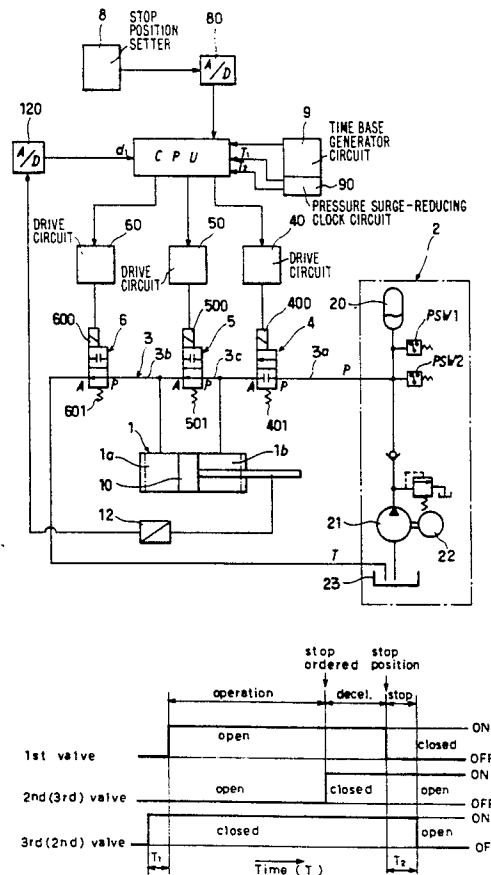 8
STOP
POSITION
SETTER
80
A/D
120
A/D
d1
CPU
T1
T2
9
TIME BASE
GENERATOR
CIRCUIT
90
PRESSURE SURGE-REDUCING
CLOCK CIRCUIT
DRIVE
CIRCUIT
60
DRIVE CIRCUIT
50
40
DRIVE
CIRCUIT
2
20
PSW1
PSW2
600
6
500
5
400
4
3
3b
3c
3a
P
A
P
A
P
601
501
401
1
1a
1b
10
12
21
22
T
23
stop
ordered
stop
position
operation
decel.
stop
ON
open
closed
1st valve
OFF
ON
open
closed
open
2nd(3rd) valve
OFF
ON
closed
open
3rd(2nd) valve
OF
T1
Time (T)
T2